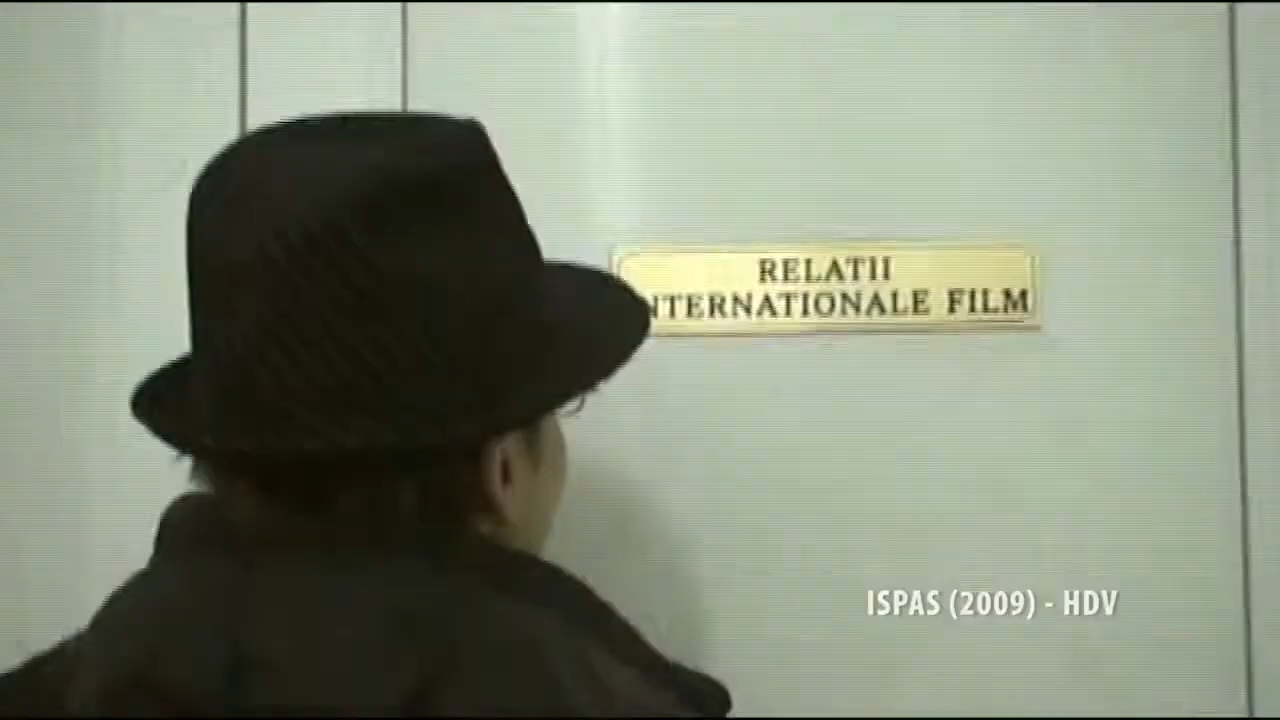 RELATII
NTERNATIONALE FILM
ISPAS (2009) - HDV